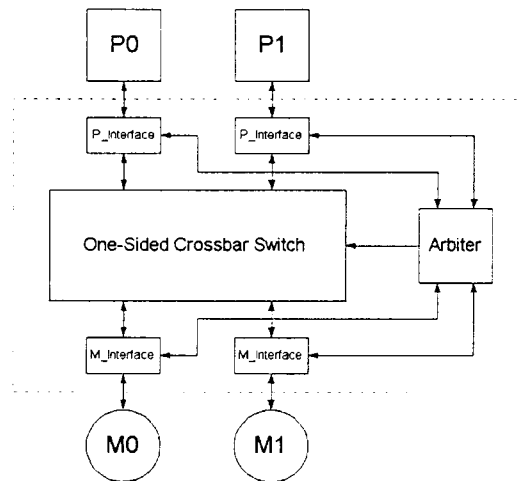 P0
P1
P_Interface
P_Interface
One-Sided Crossbar Switch
Arbiter
M_Interface
M_Interface
M0
M1